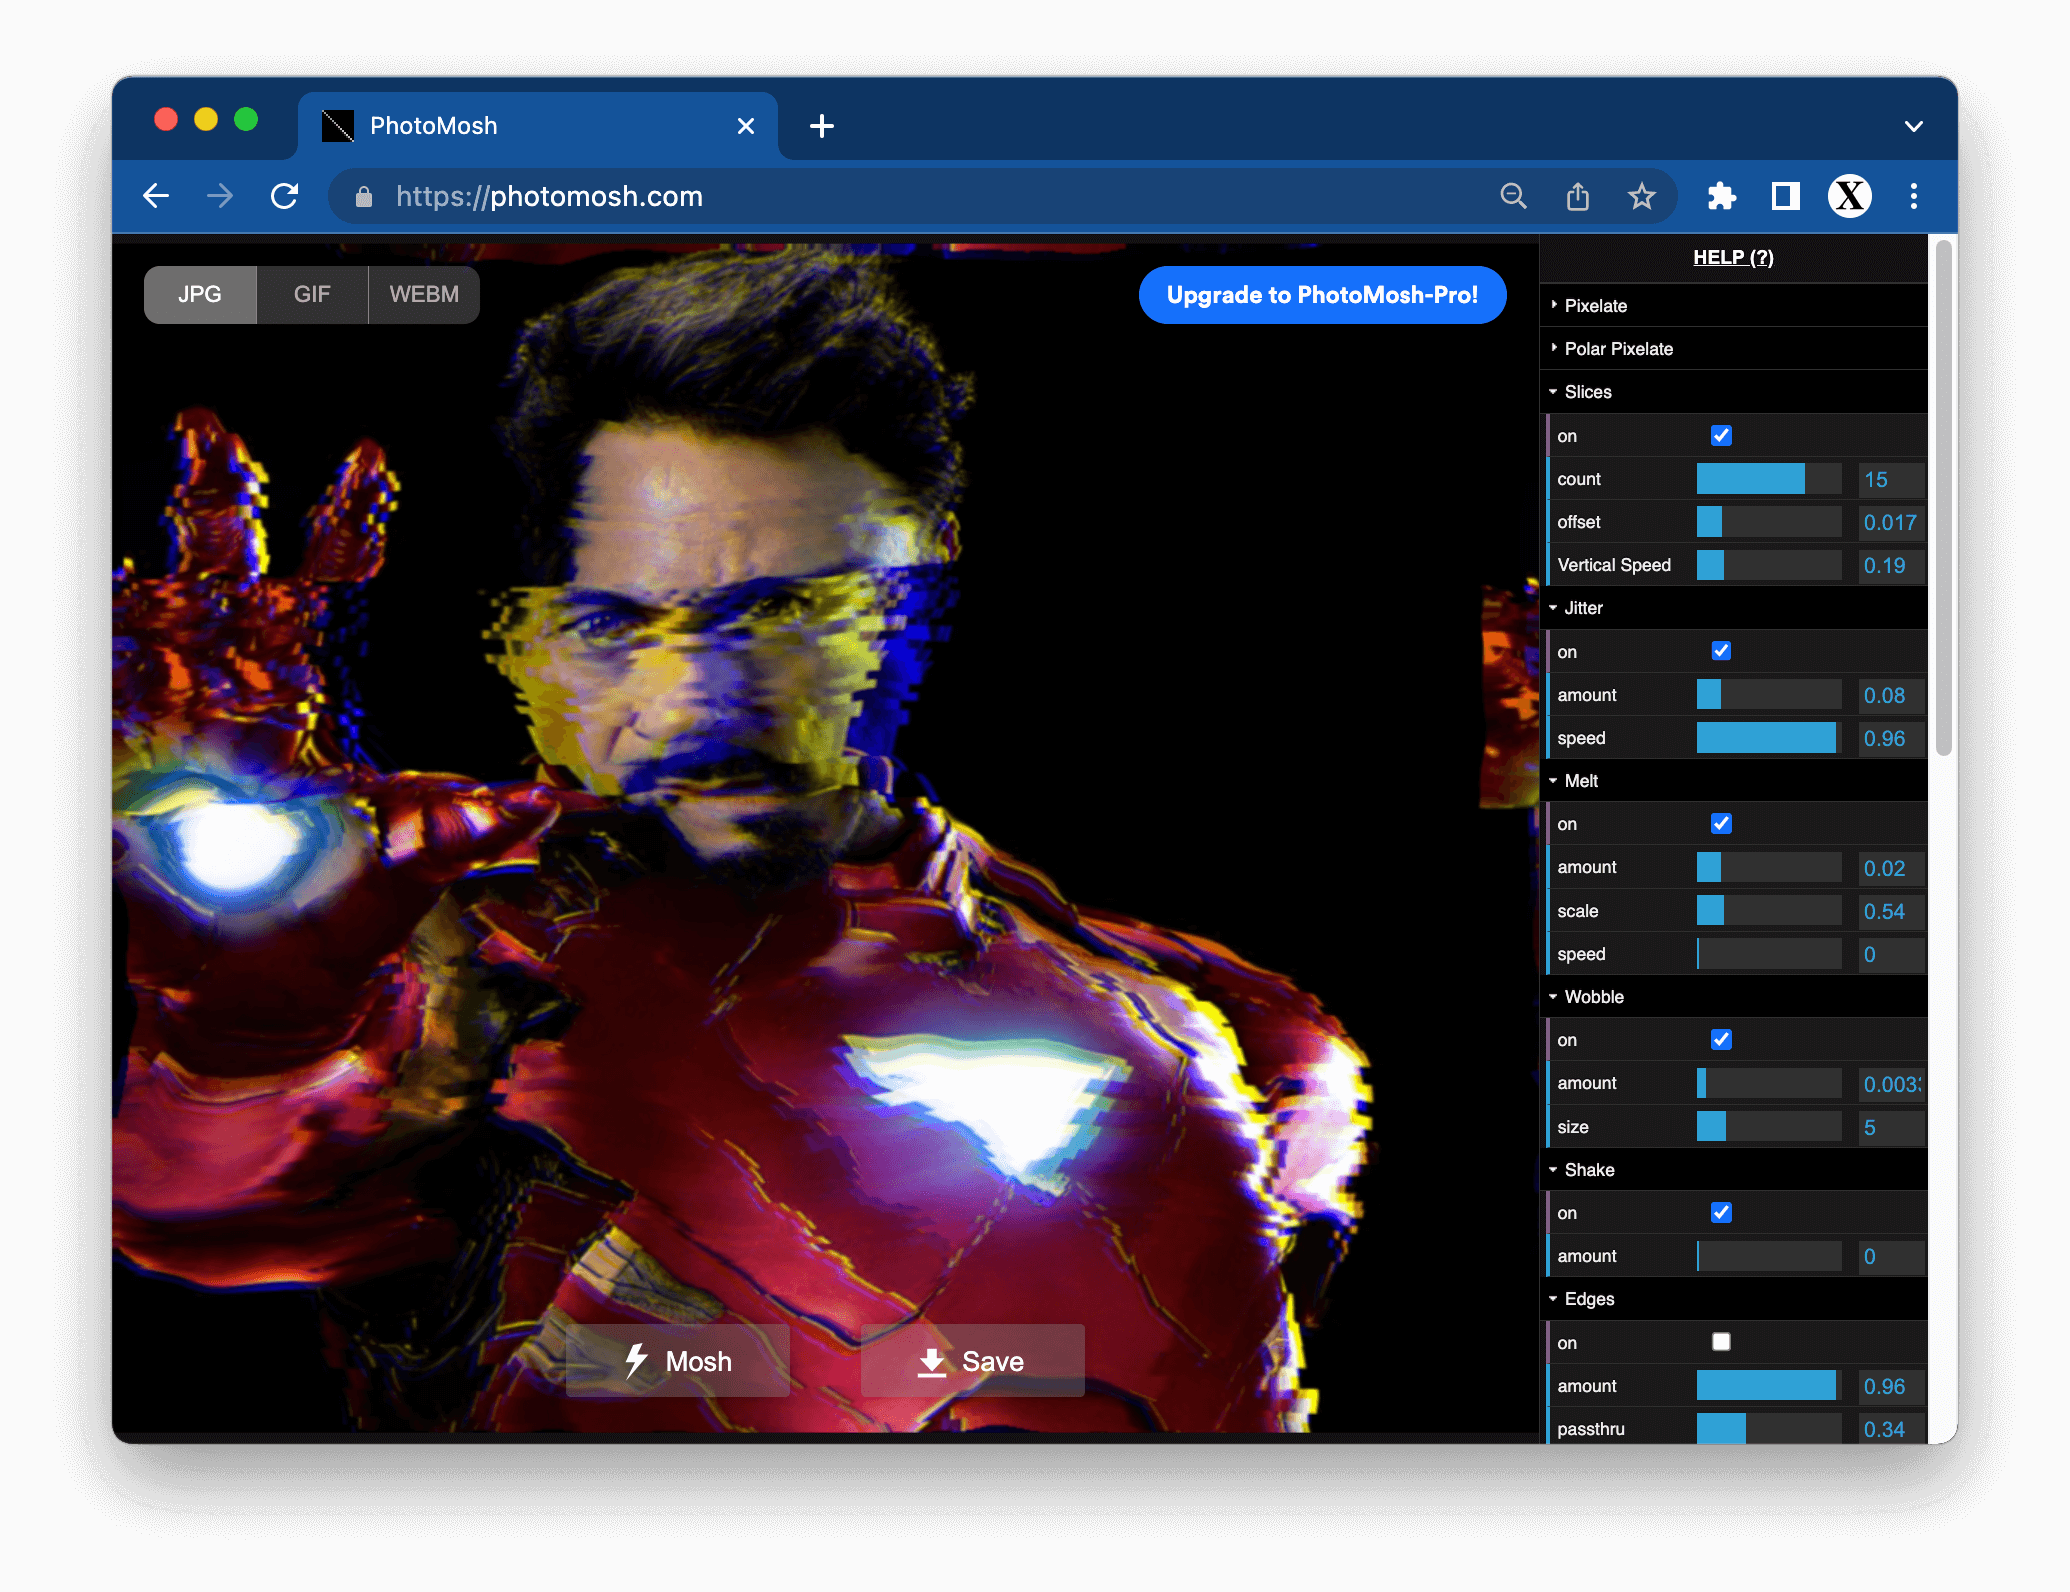 PhotoMosh
https://photomosh.com
X
JPG GIF WEBM
Upgrade to PhotoMosh-Pro!
HELP (?)
Pixelate
Polar Pixelate
Slices
on
count 15
offset 0.017
Vertical Speed 0.19
Jitter
on
amount 0.08
speed 0.96
Melt
on
amount 0.02
scale 0.54
speed 0
Wobble
on
amount 0.003
size 5
Shake
on
amount 0
Edges
on
amount 0.96
passthru 0.34
Mosh
Save